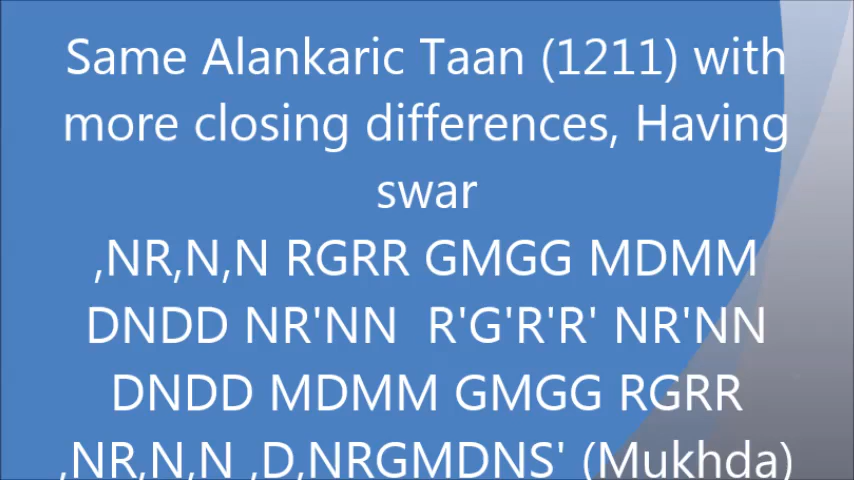 Same Alankaric Taan (1211) with
more closing differences, Having
swar
,NR,N,N RGRR GMGG MDMM
DNDD NR'NN  R'G'R'R' NR'NN
DNDD MDMM GMGG RGRR
,NR,N,N ,D,NRGMDNS' (Mukhda)